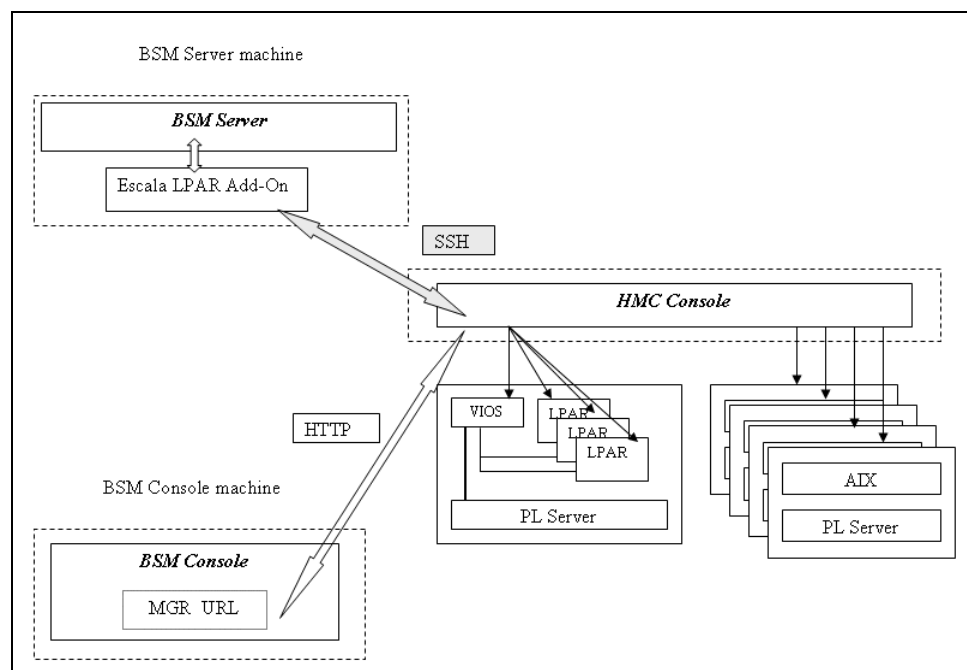 BSM Server machine
BSM Server
Escala LPAR Add-On
SSH
HMC Console
VIOS
LPAR
LPAR
LPAR
PL Server
AIX
PL Server
HTTP
BSM Console machine
BSM Console
MGR URL